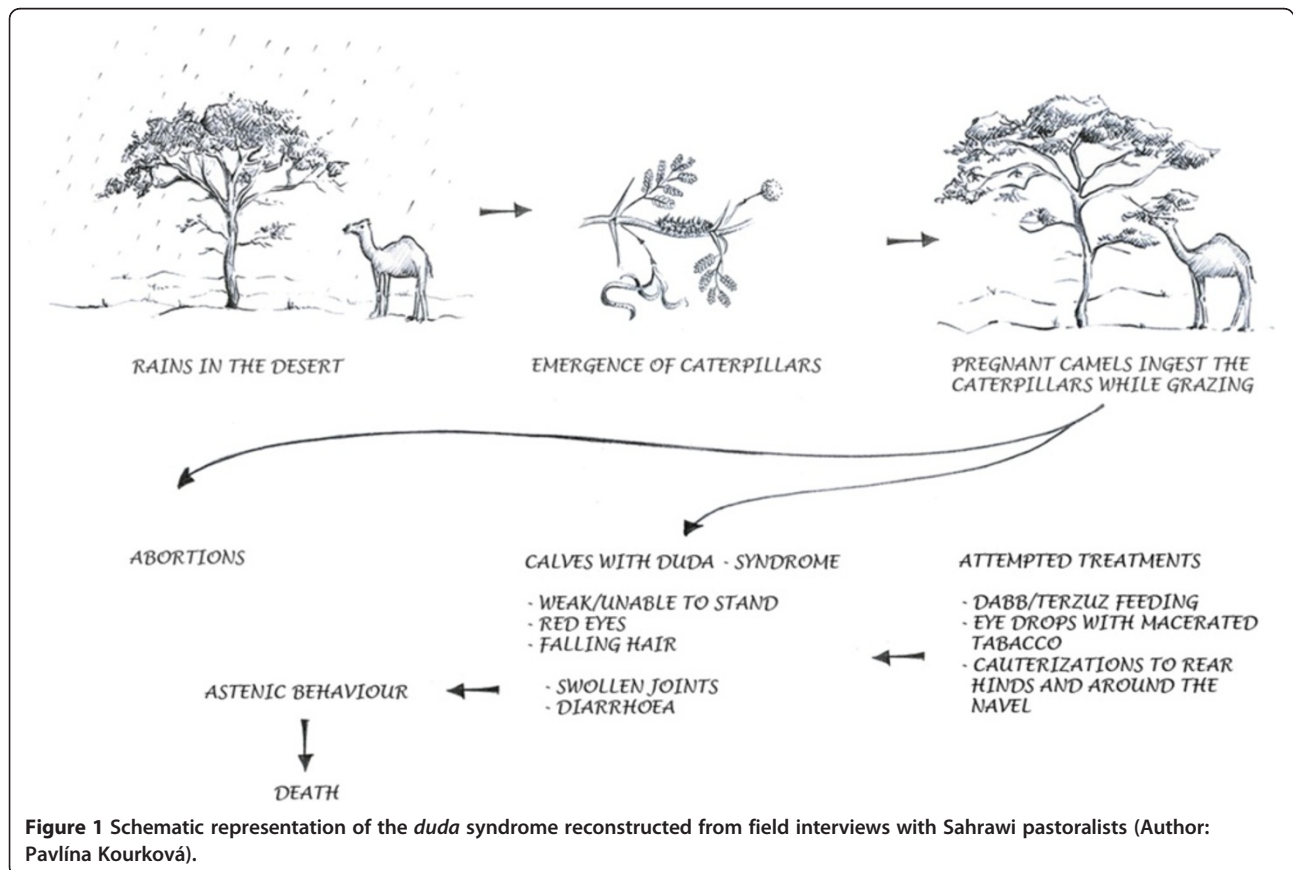 RAINS IN THE DESERT
EMERGENCE OF CATERPILLARS
PREGNANT CAMELS INGEST THE
CATERPILLARS WHILE GRAZING
ABORTIONS
CALVES WITH DUDA - SYNDROME
- WEAK/UNABLE TO STAND
- RED EYES
- FALLING HAIR
- SWOLLEN JOINTS
- DIARRHOEA
ATTEMPTED TREATMENTS
- DABB/TERZUZ FEEDING
- EYE DROPS WITH MACERATED
TABACCO
- CAUTERIZATIONS TO REAR
HINDS AND AROUND THE
NAVEL
ASTENIC BEHAVIOUR
DEATH
Figure 1 Schematic representation of the duda syndrome reconstructed from field interviews with Sahrawi pastoralists (Author:
Pavlína Kourková).